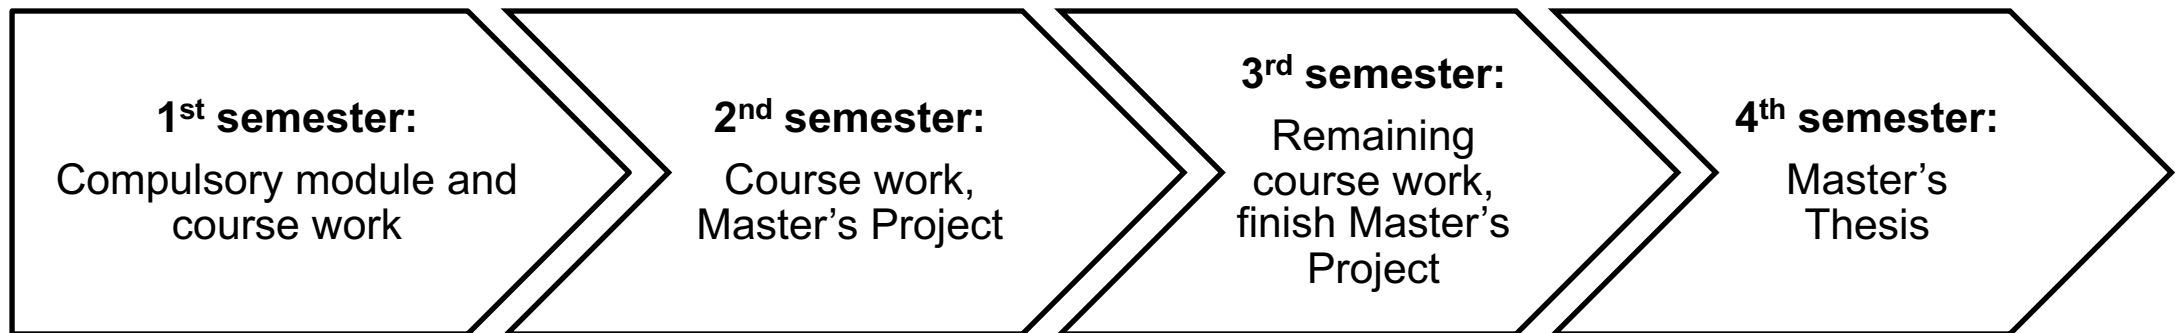 1st semester:
Compulsory module and
course work
2nd semester:
Course work,
Master’s Project
3rd semester:
Remaining
course work,
finish Master’s
Project
4th semester:
Master’s
Thesis